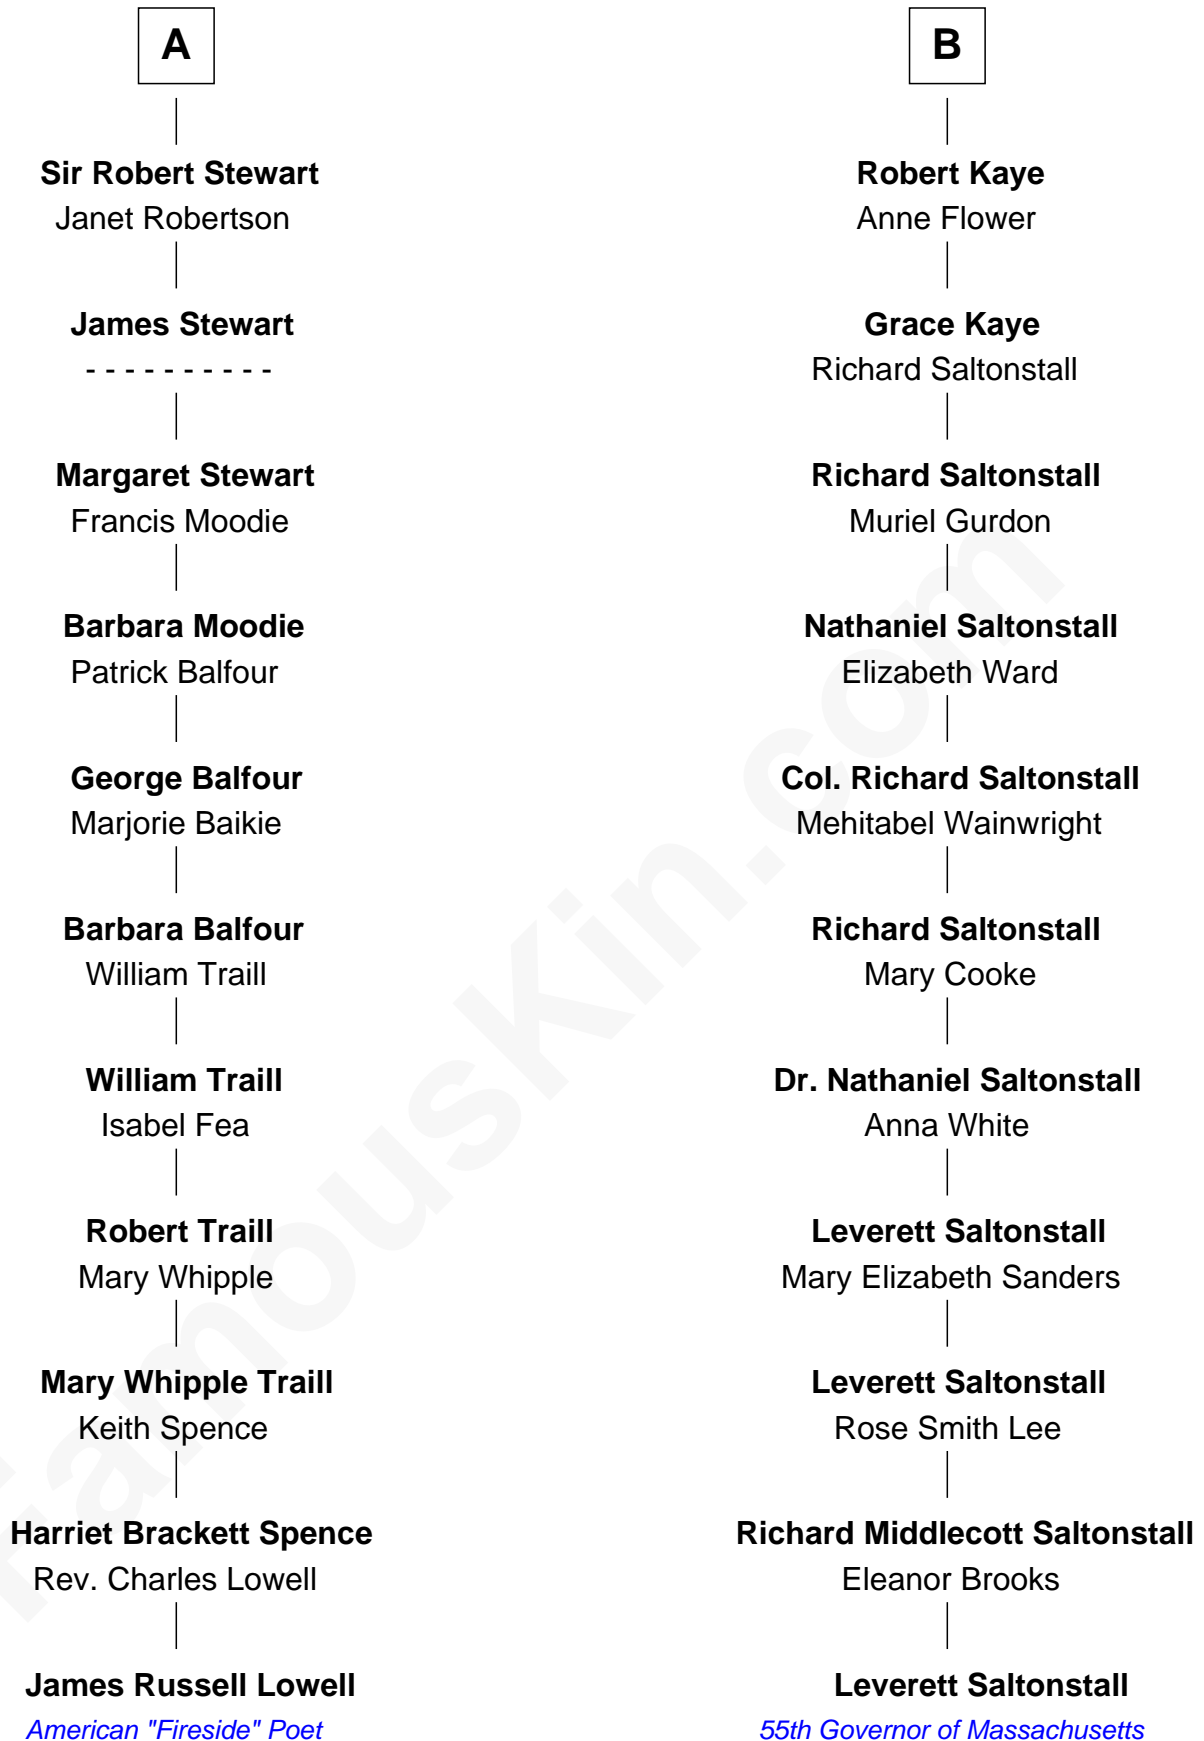 A
Sir Robert Stewart
Janet Robertson
James Stewart
- - - - - - - - - -
Margaret Stewart
Francis Moodie
Barbara Moodie
Patrick Balfour
George Balfour
Marjorie Baikie
Barbara Balfour
William Traill
William Traill
Isabel Fea
Robert Traill
Mary Whipple
Mary Whipple Traill
Keith Spence
Harriet Brackett Spence
Rev. Charles Lowell
James Russell Lowell
American "Fireside" Poet
B
Robert Kaye
Anne Flower
Grace Kaye
Richard Saltonstall
Richard Saltonstall
Muriel Gurdon
Nathaniel Saltonstall
Elizabeth Ward
Col. Richard Saltonstall
Mehitabel Wainwright
Richard Saltonstall
Mary Cooke
Dr. Nathaniel Saltonstall
Anna White
Leverett Saltonstall
Mary Elizabeth Sanders
Leverett Saltonstall
Rose Smith Lee
Richard Middlecott Saltonstall
Eleanor Brooks
Leverett Saltonstall
55th Governor of Massachusetts
famouskin.com